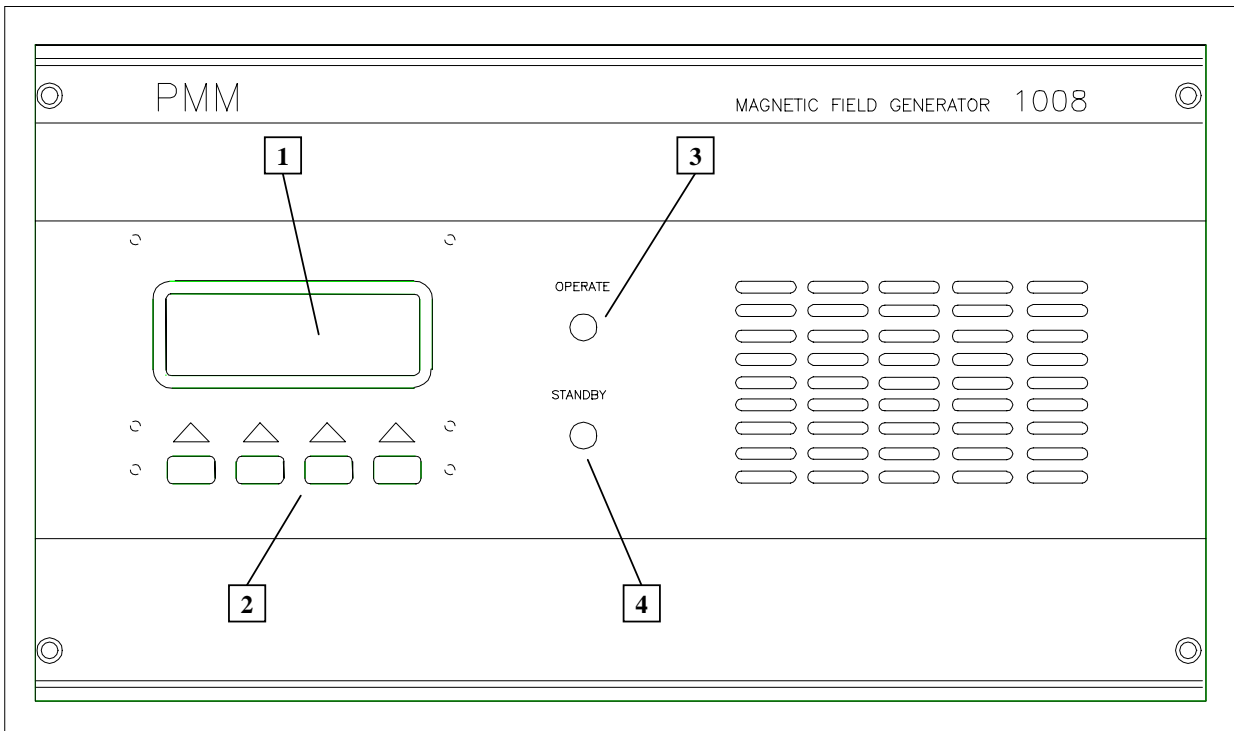 PMM
MAGNETIC FIELD GENERATOR 1008
1
3
OPERATE
STANDBY
2
4